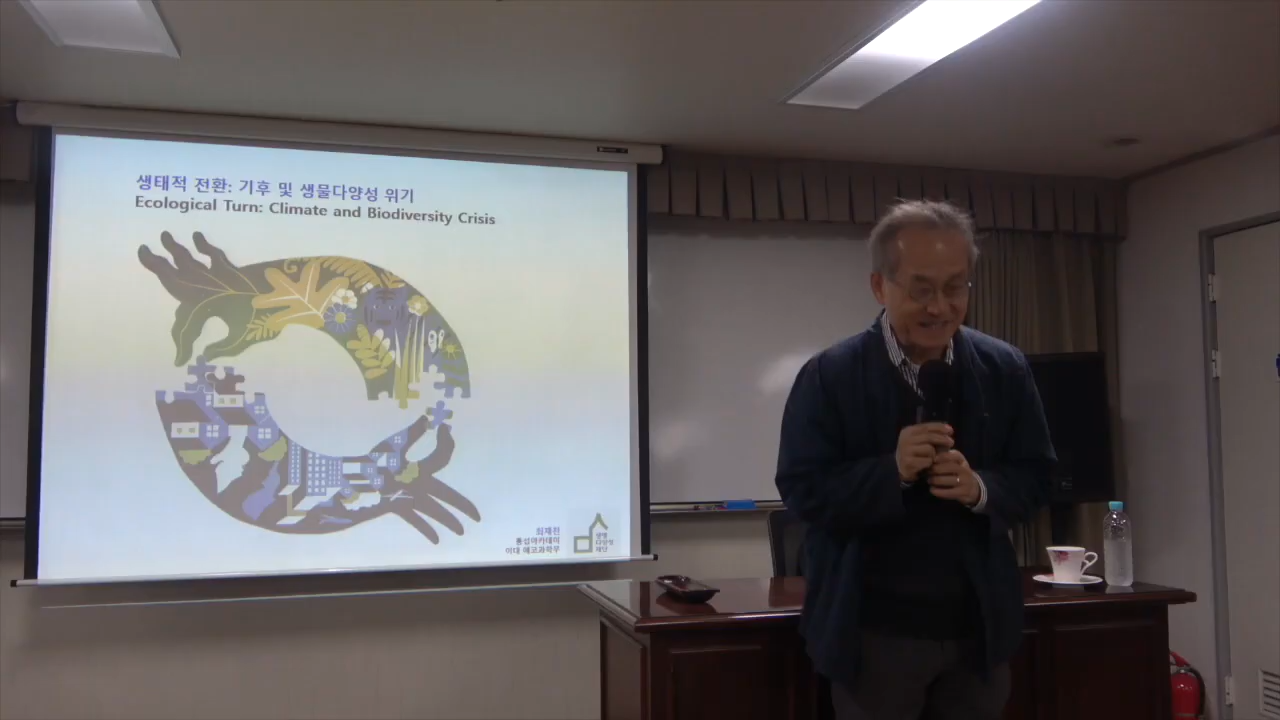 생태적 전환: 기후 및 생물다양성 위기
Ecological Turn: Climate and Biodiversity Crisis
최재천
통섭아카데미
이대 에코과학부
생명
다양성
재단